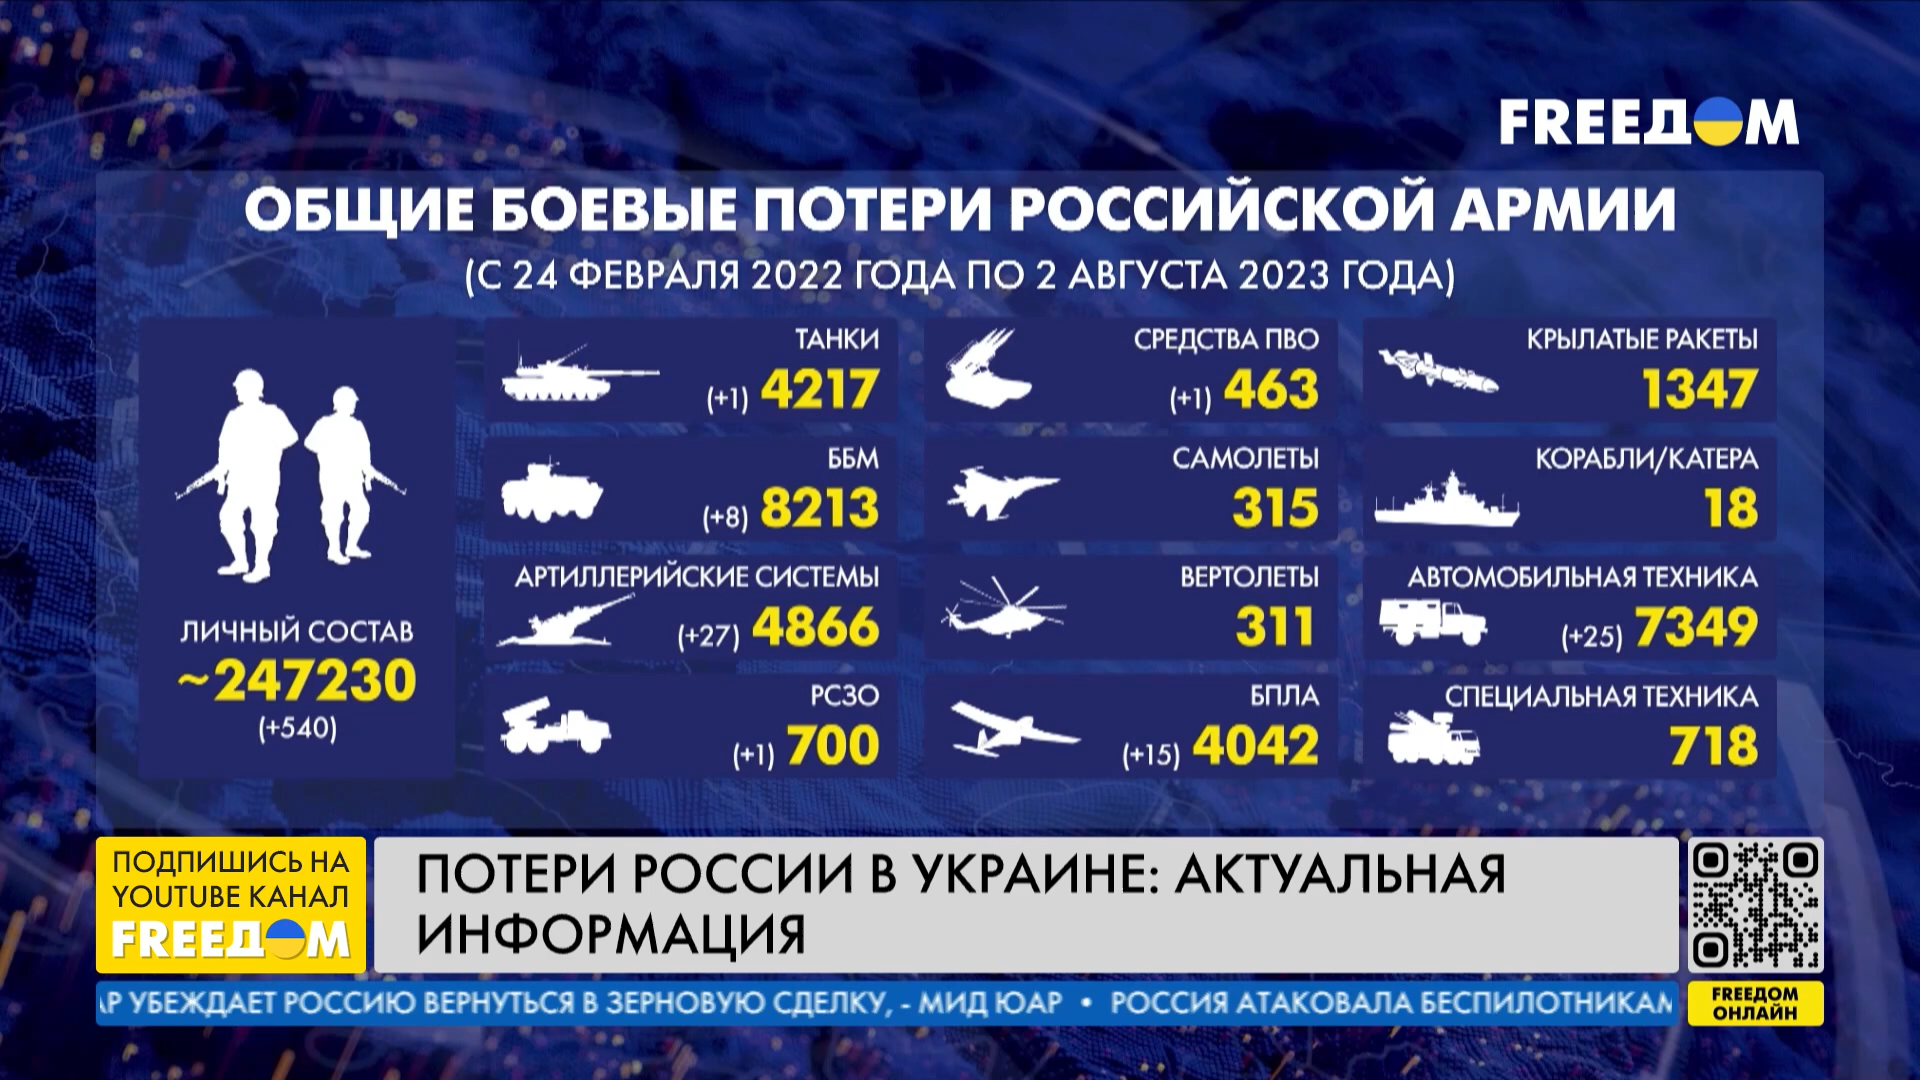 FREEДOM
ОБЩИЕ БОЕВЫЕ ПОТЕРИ РОССИЙСКОЙ АРМИИ
(С 24 ФЕВРАЛЯ 2022 ГОДА ПО 2 АВГУСТА 2023 ГОДА)
ЛИЧНЫЙ СОСТАВ
~247230
(+540)
ТАНКИ
(+1) 4217
ББМ
(+8) 8213
АРТИЛЛЕРИЙСКИЕ СИСТЕМЫ
(+27) 4866
РСЗО
(+1) 700
СРЕДСТВА ПВО
(+1) 463
САМОЛЕТЫ
315
ВЕРТОЛЕТЫ
311
БПЛА
(+15) 4042
КРЫЛАТЫЕ РАКЕТЫ
1347
КОРАБЛИ/КАТЕРА
18
АВТОМОБИЛЬНАЯ ТЕХНИКА
(+25) 7349
СПЕЦИАЛЬНАЯ ТЕХНИКА
718
ПОДПИШИСЬ НА
YOUTUBE КАНАЛ
FREEДOM
ПОТЕРИ РОССИИ В УКРАИНЕ: АКТУАЛЬНАЯ
ИНФОРМАЦИЯ
АР УБЕЖДАЕТ РОССИЮ ВЕРНУТЬСЯ В ЗЕРНОВУЮ СДЕЛКУ, - МИД ЮАР • РОССИЯ АТАКОВАЛА БЕСПИЛОТНИКАМ
FREEДOM
ОНЛАЙН